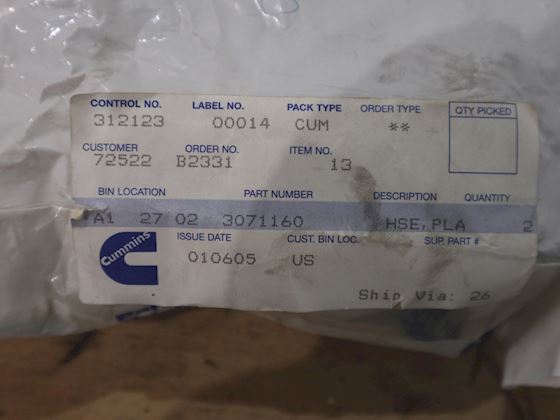 CONTROL NO. LABEL NO. PACK TYPE ORDER TYPE QTY PICKED
312123 00014 CUM **
CUSTOMER ORDER NO. ITEM NO.
72522 B2331 13
BIN LOCATION PART NUMBER DESCRIPTION QUANTITY
A1 27 02 3071160 HSE,PLA 2
ISSUE DATE CUST. BIN LOC. SUP. PART #
Cummins
010605 US
Ship Via: 26